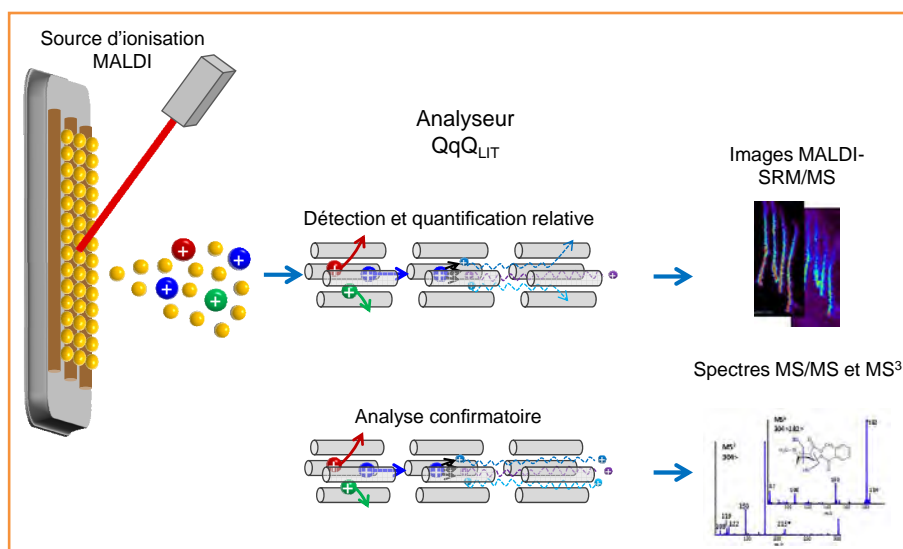 Source d'ionisation
MALDI
Analyseur
QqQLIT
Images MALDI-
SRM/MS
Détection et quantification relative
Spectres MS/MS et MS³
Analyse confirmatoire